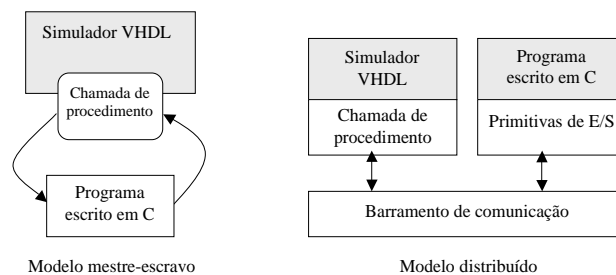 Simulador VHDL
Chamada de
procedimento
Programa
escrito em C
Modelo mestre-escravo
Simulador
VHDL
Chamada de
procedimento
Programa
escrito em C
Primitivas de E/S
Barramento de comunicação
Modelo distribuído